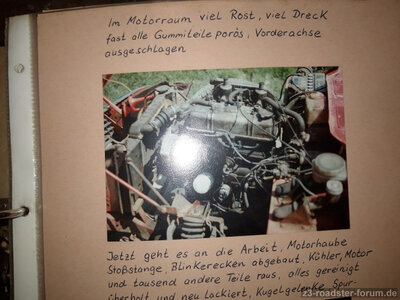 Im Motorraum viel Rost, viel Dreck
fast alle Gummiteile porös, Vorderachse
ausgeschlagen
Jetzt geht es an die Arbeit, Motorhaube
Stoßstange, Blinkerecken abgebaut, Kühler, Motor
und tausend andere Teile raus, alles gereinigt
überholt und neu lackiert, Kugelgelenke Spur-
z3-roadster-forum.de